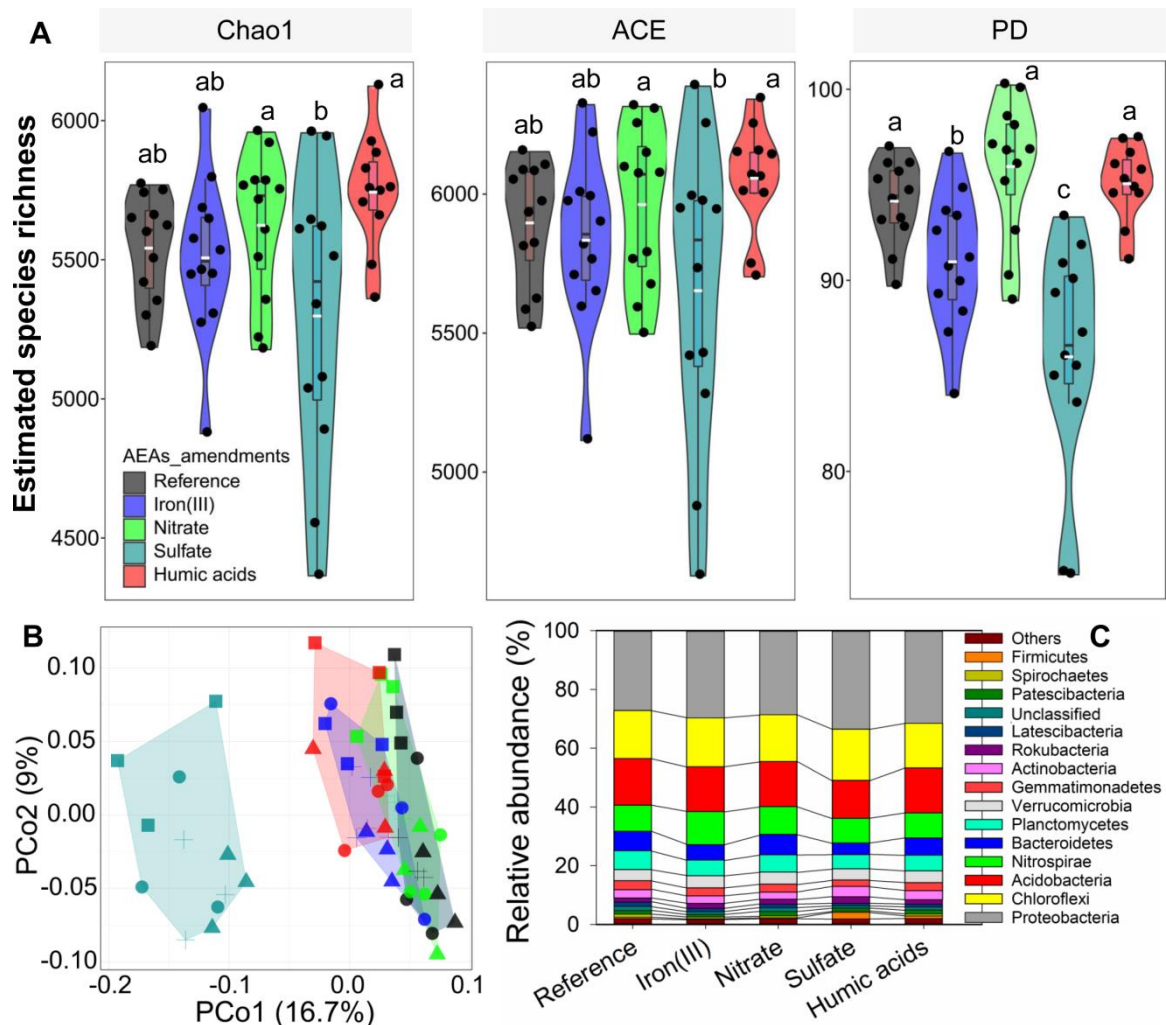 A
Chao1
ACE
PD
Estimated species richness
6000
5500
5000
4500
ab
ab
a
b
a
AEAs_amendments
Reference
Iron(III)
Nitrate
Sulfate
Humic acids
6000
5500
5000
ab
ab
a
b
a
100
90
80
a
b
a
c
a
B
PCo2 (9%)
0.10
0.05
0.00
-0.05
-0.10
-0.2
-0.1
0.0
0.1
PCo1 (16.7%)
C
Relative abundance (%)
100
80
60
40
20
0
Reference
Iron(III)
Nitrate
Sulfate
Humic acids
Others
Firmicutes
Spirochaetes
Patescibacteria
Unclassified
Latescibacteria
Rokubacteria
Actinobacteria
Gemmatimonadetes
Verrucomicrobia
Planctomycetes
Bacteroidetes
Nitrospirae
Acidobacteria
Chloroflexi
Proteobacteria